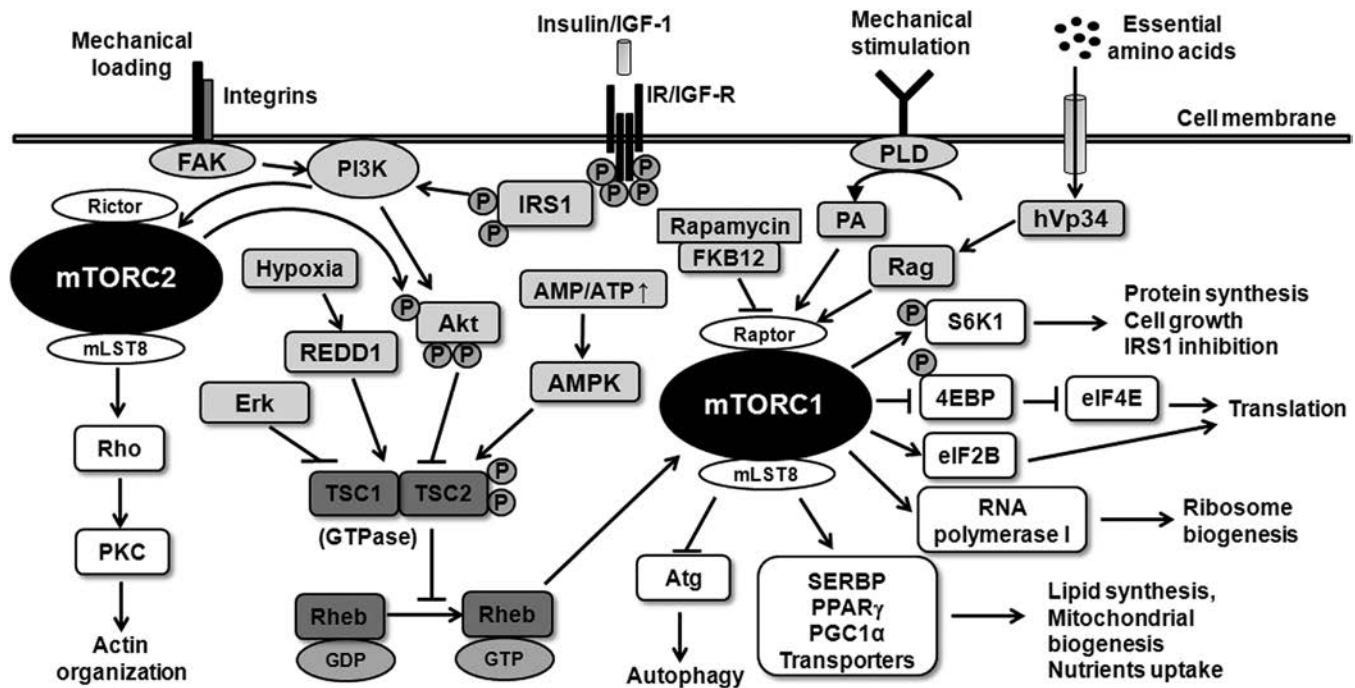 Mechanical
loading
Integrins
Insulin/IGF-1
IR/IGF-R
Mechanical
stimulation
Essential
amino acids
Cell membrane
FAK
PI3K
P
P
P
P
P
P
IRS1
PLD
PA
hVp34
Rictor
mTORC2
mLST8
Hypoxia
REDD1
Erk
P
Akt
P
P
AMP/ATP↑
AMPK
Rapamycin
FKB12
Rag
Raptor
mTORC1
mLST8
P
S6K1
Protein synthesis
Cell growth
IRS1 inhibition
P
4EBP
eIF4E
Translation
eIF2B
RNA
polymerase I
Ribosome
biogenesis
Rho
PKC
Actin
organization
TSC1
TSC2
P
P
(GTPase)
Rheb
GDP
Rheb
GTP
Atg
Autophagy
SERBP
PPARγ
PGC1α
Transporters
Lipid synthesis,
Mitochondrial
biogenesis
Nutrients uptake